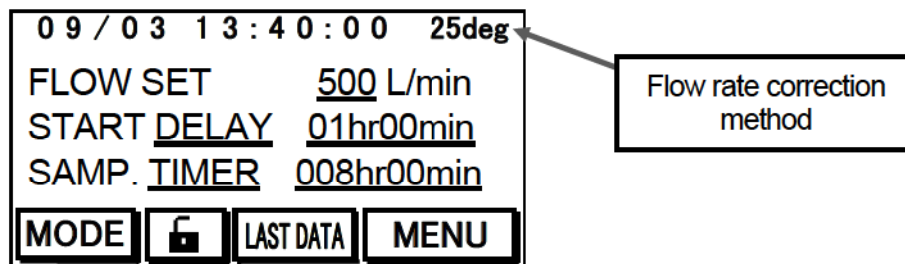 09/03 13:40:00 25deg
FLOW SET 500 L/min
START DELAY 01hr00min
SAMP. TIMER 008hr00min
MODE LAST DATA MENU
Flow rate correction
method